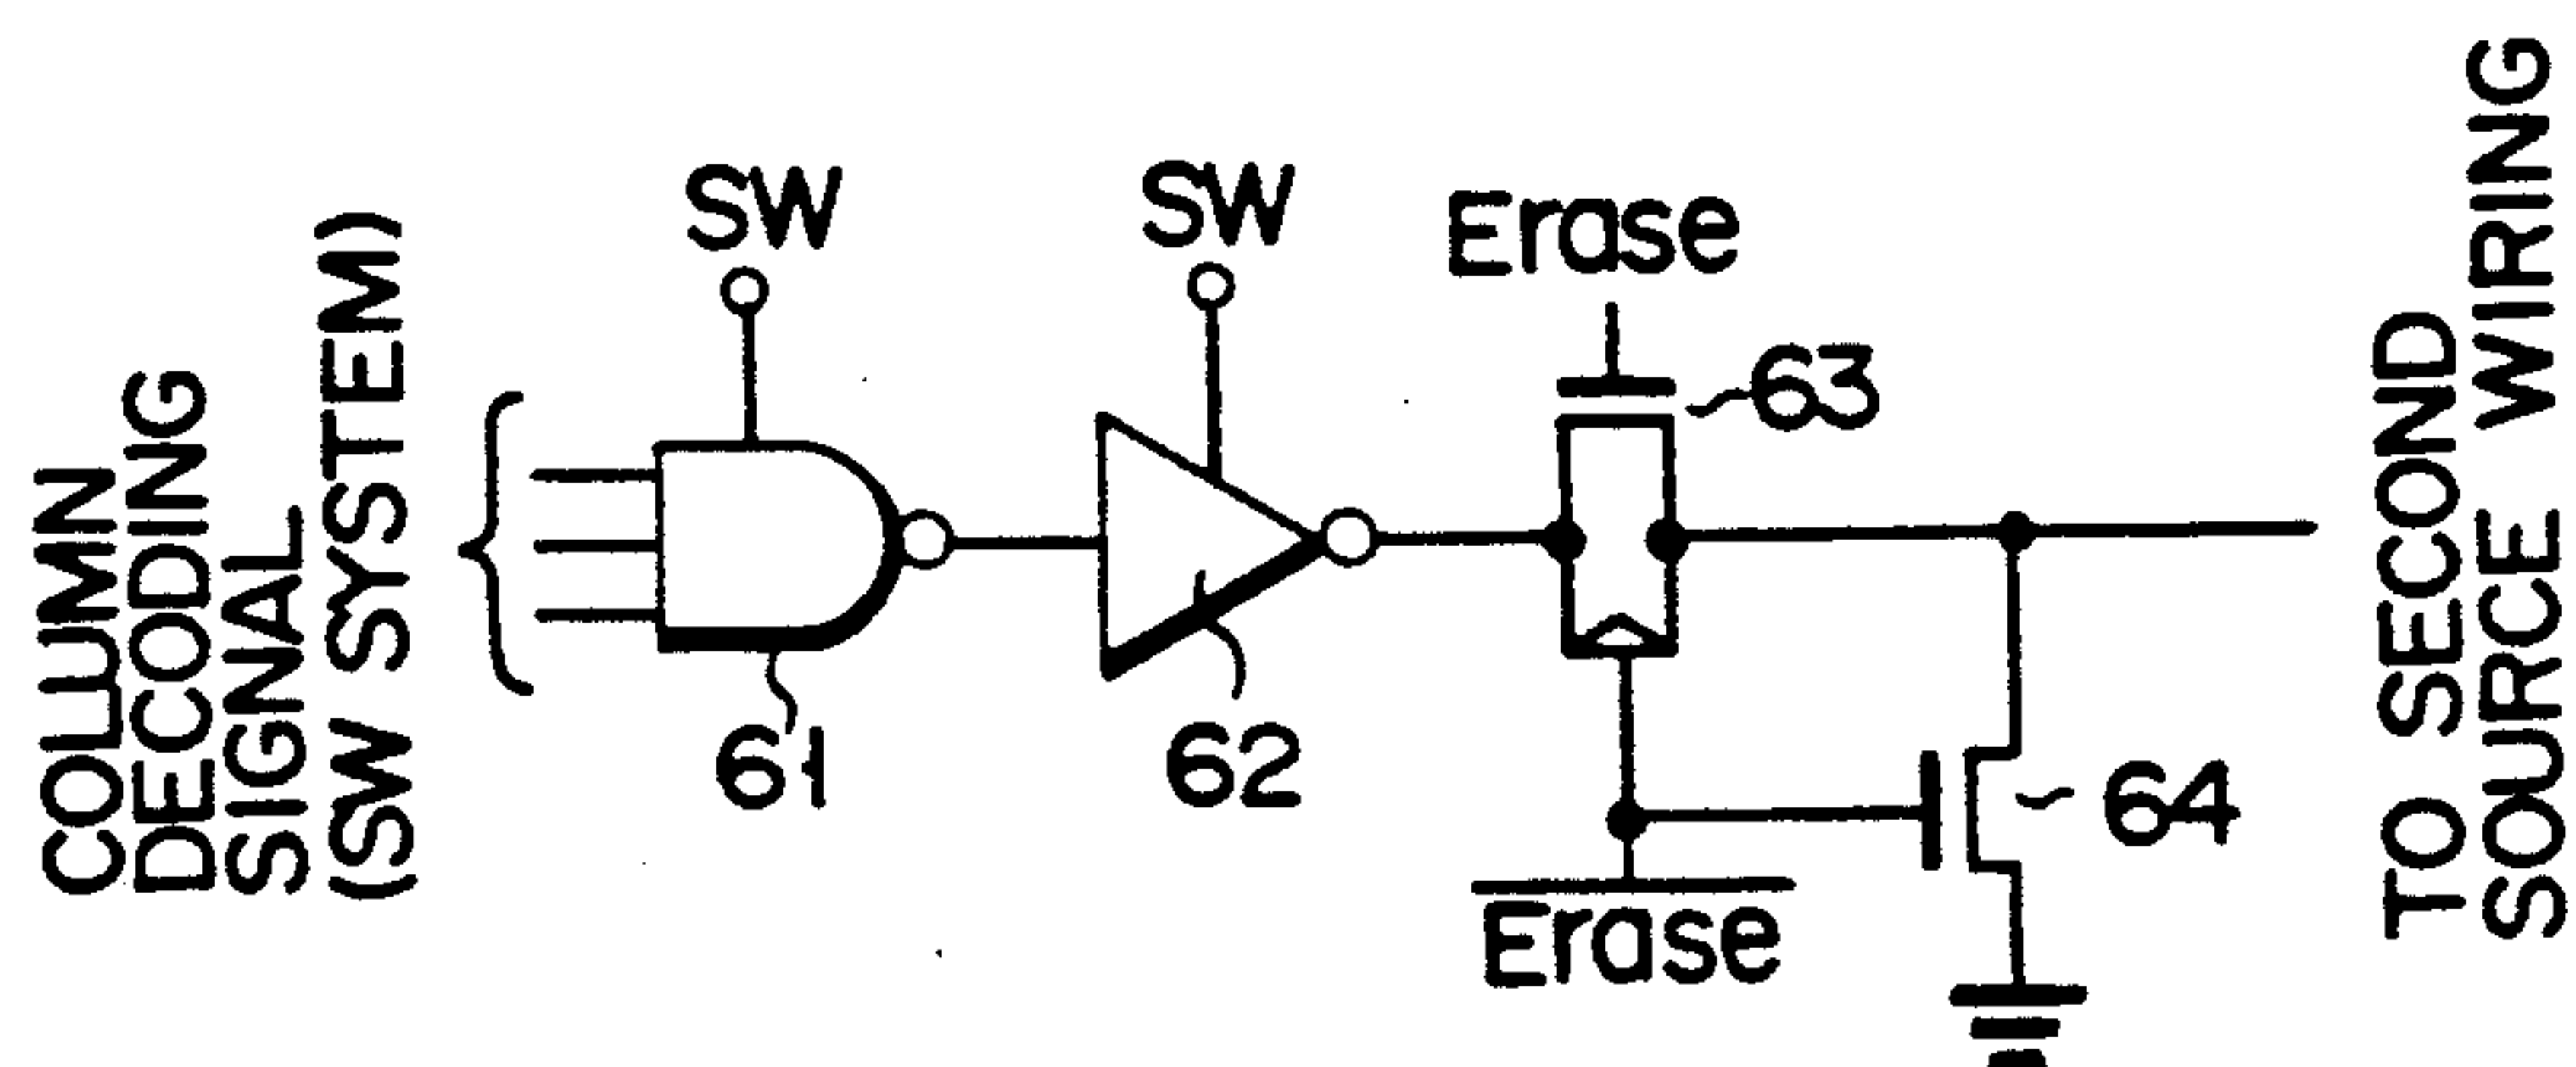 COLUMN
DECODING
SIGNAL
(SW SYSTEM)
SW
SW
Erase
63
61
62
64
Erase
TO SECOND
SOURCE WIRING